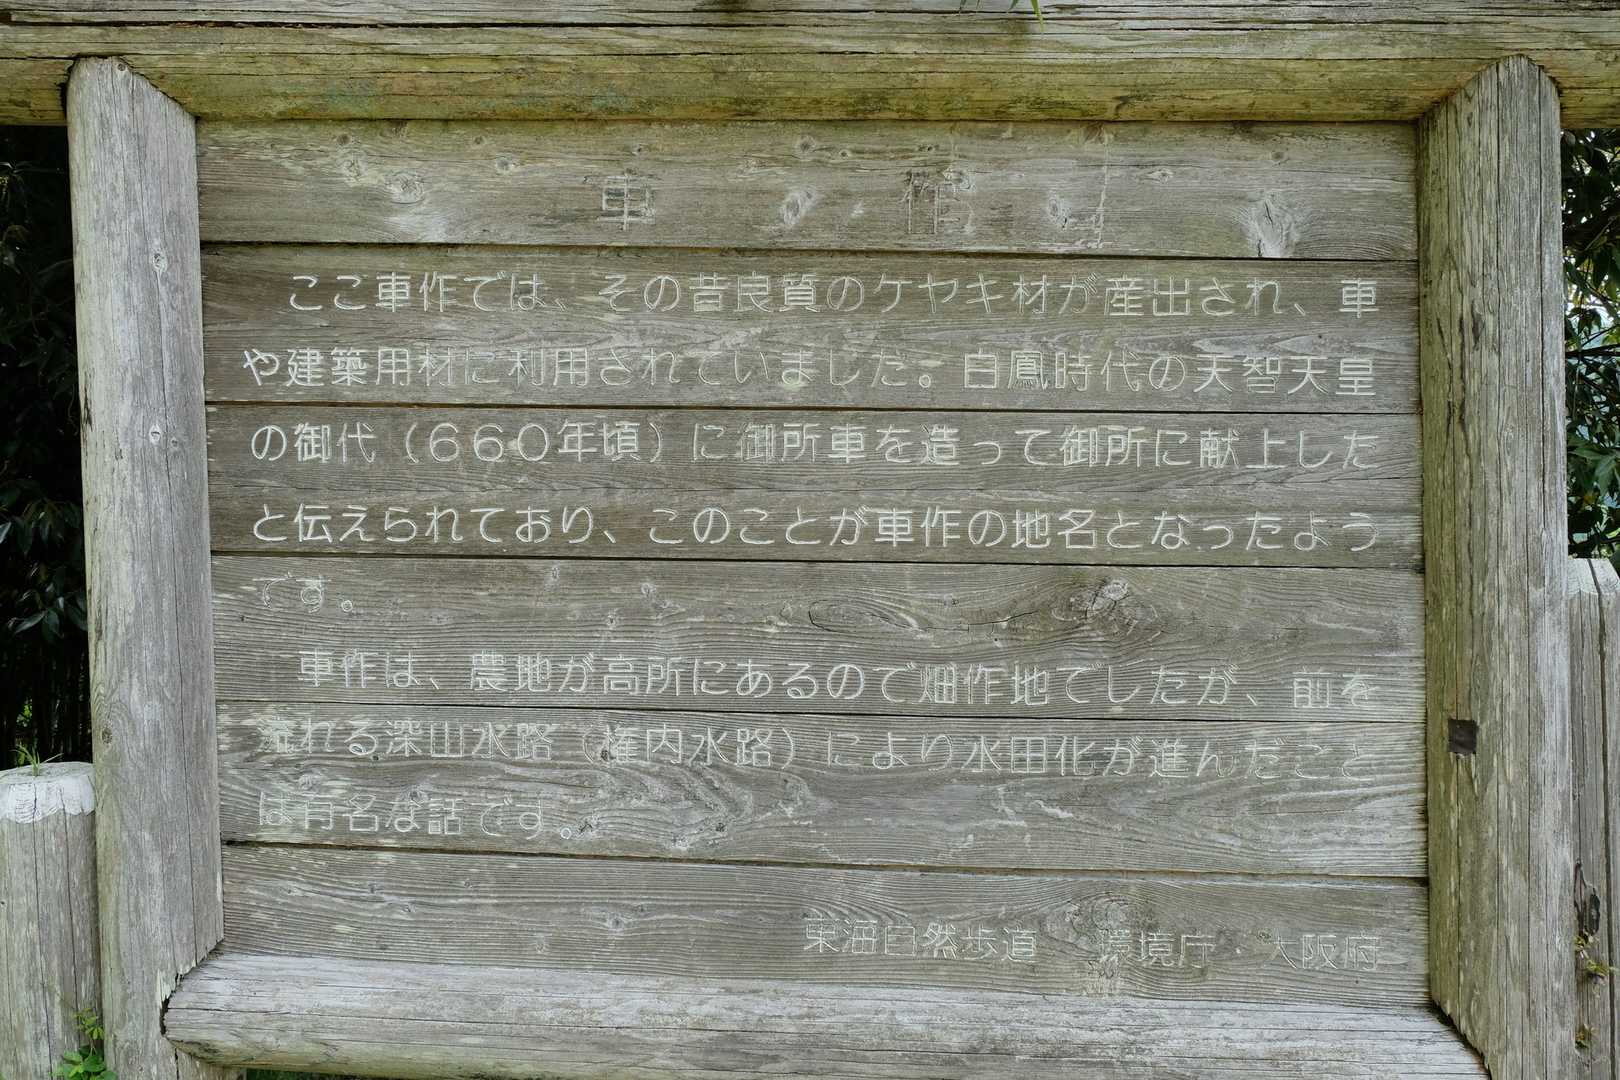 車作
ここ車作では、その昔良質のケヤキ材が産出され、車
や建築用材に利用されていました。白鳳時代の天智天皇
の御代（６６０年頃）に御所車を造って御所に献上した
と伝えられており、このことが車作の地名となったよう
です。
車作は、農地が高所にあるので畑作地でしたが、前を
流れる深山水路（権内水路）により水田化が進んだこと
は有名な話です。
東海自然歩道　環境庁・大阪府